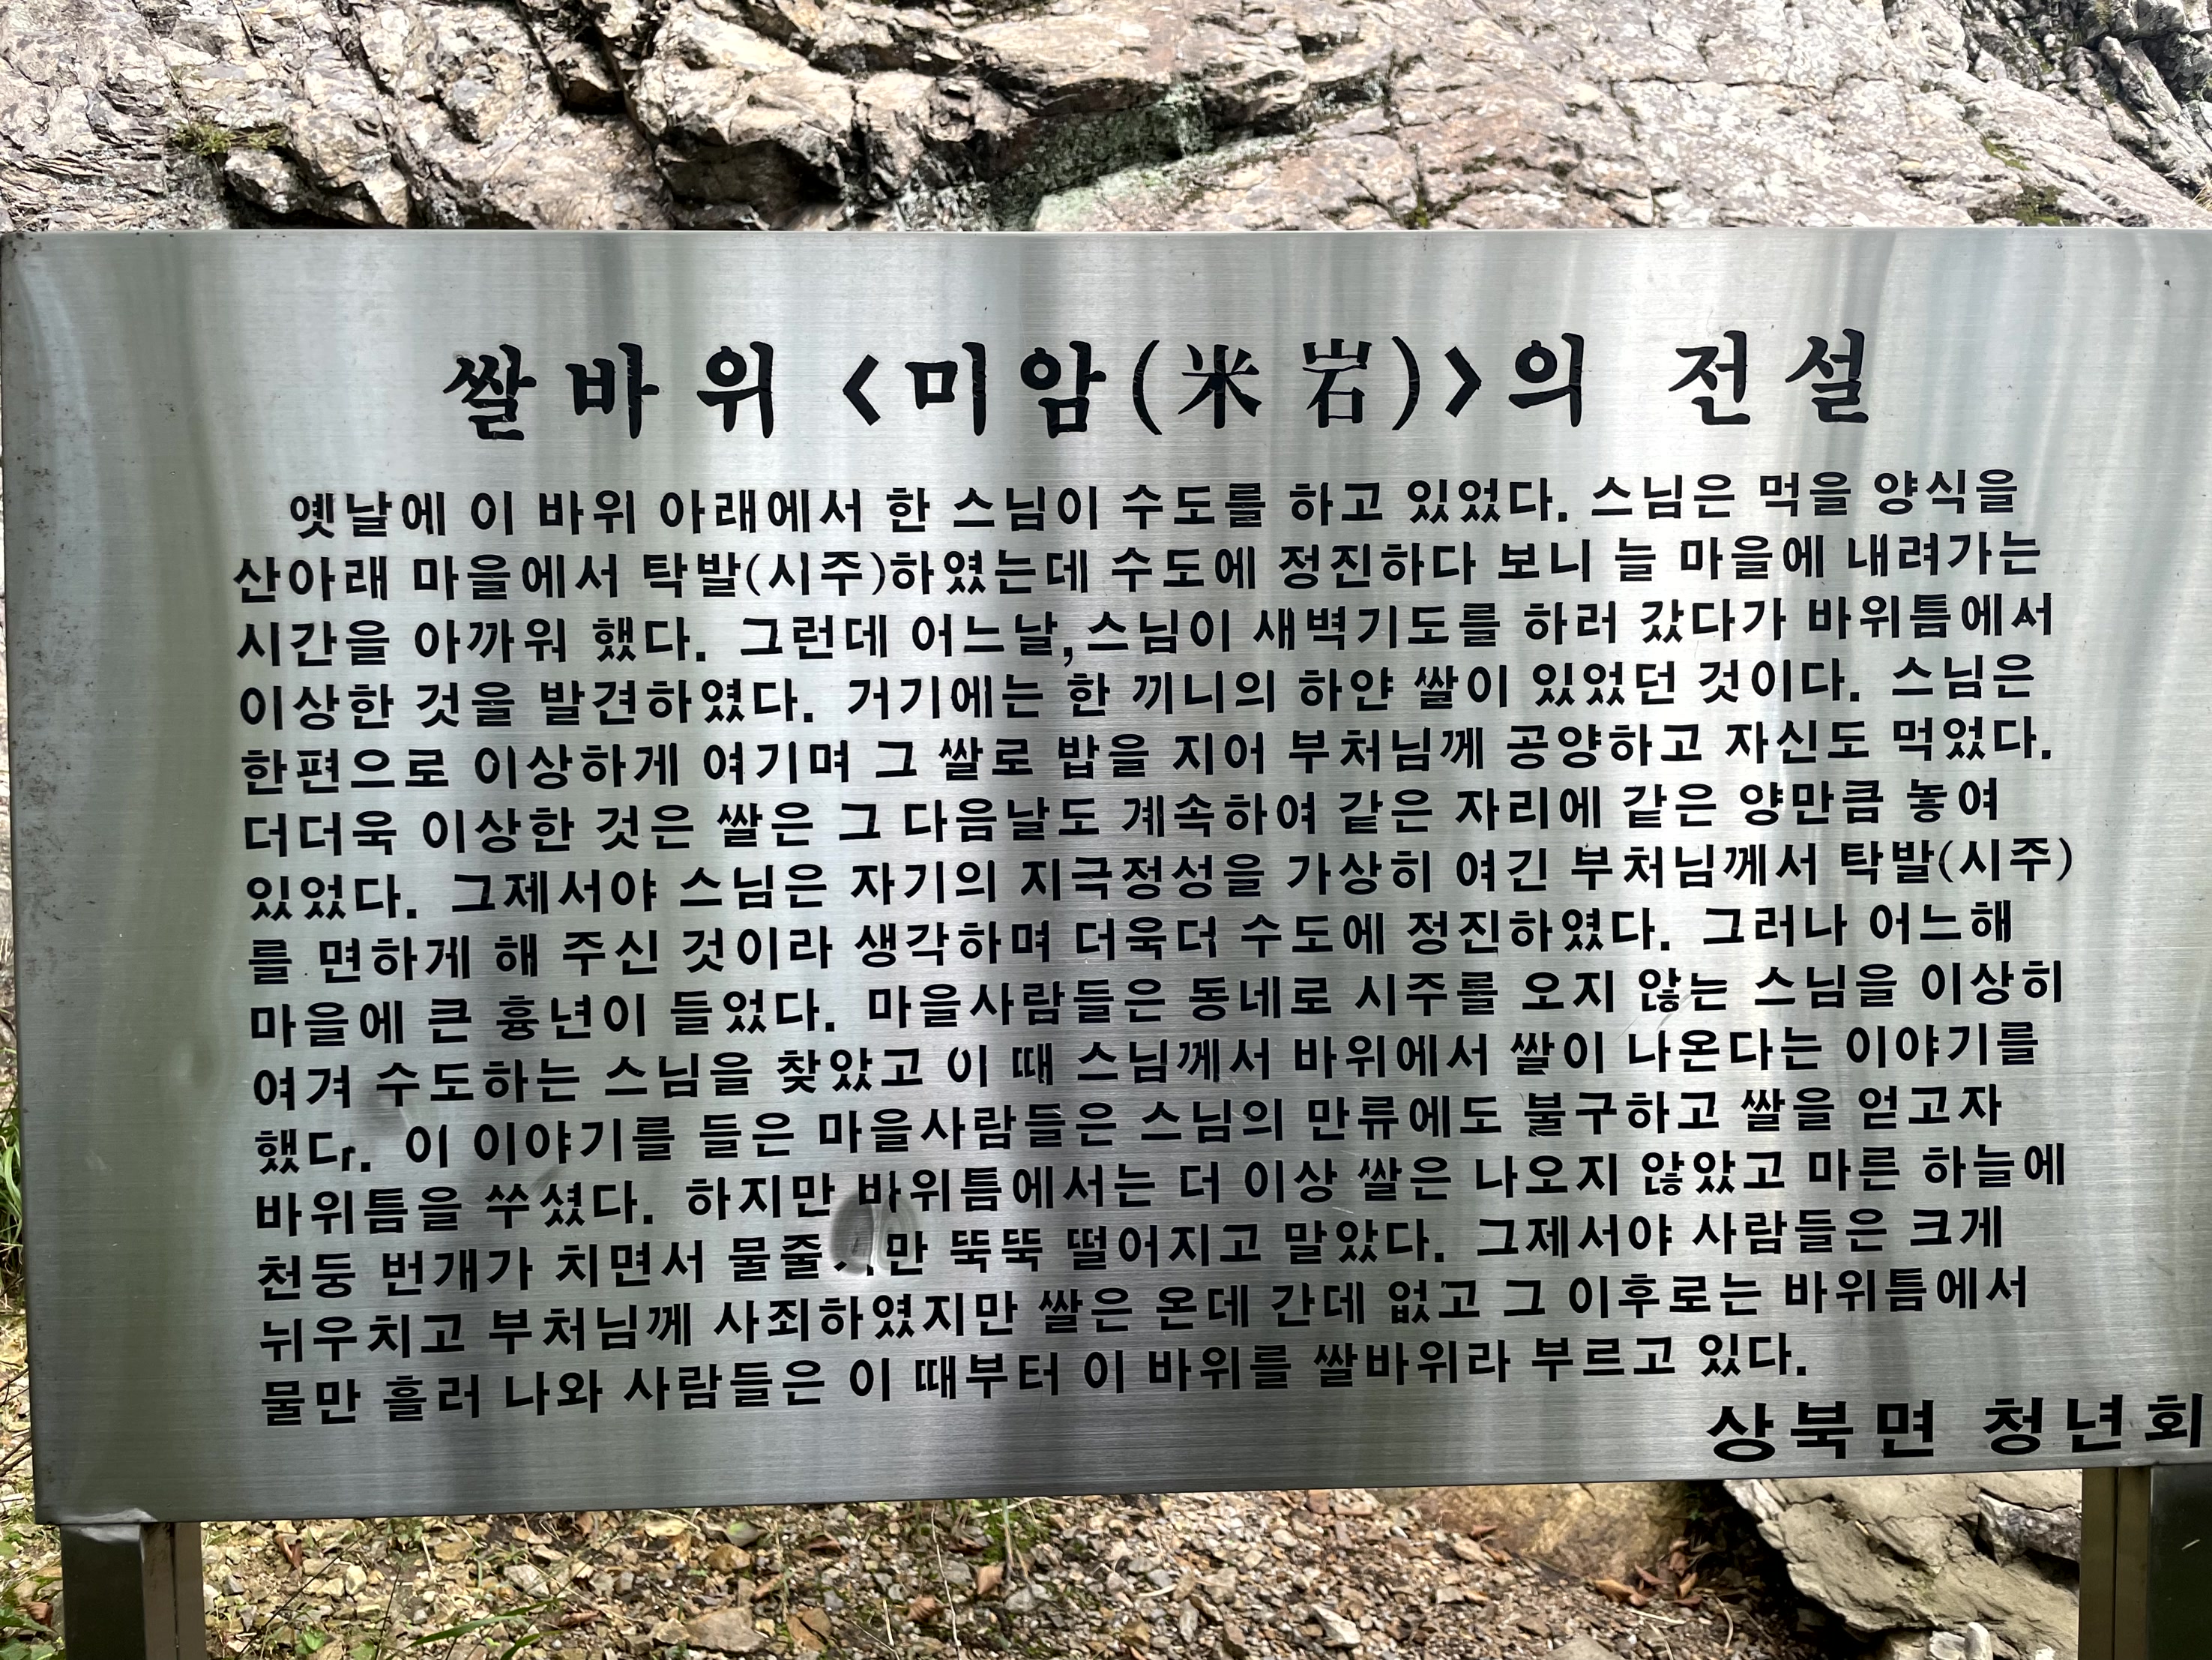 쌀바위 <미암(米岩)>의 전설
옛날에 이 바위 아래에서 한 스님이 수도를 하고 있었다. 스님은 먹을 양식을
산아래 마을에서 탁발(시주)하였는데 수도에 정진하다 보니 늘 마을에 내려가는
시간을 아까워 했다. 그런데 어느날,스님이 새벽기도를 하러 갔다가 바위틈에서
이상한 것을 발견하였다. 거기에는 한 끼니의 하얀 쌀이 있었던 것이다. 스님은
한편으로 이상하게 여기며 그 쌀로 밥을 지어 부처님께 공양하고 자신도 먹었다.
더더욱 이상한 것은 쌀은 그 다음날도 계속하여 같은 자리에 같은 양만큼 놓여
있었다. 그제서야 스님은 자기의 지극정성을 가상히 여긴 부처님께서 탁발(시주)
를 면하게 해 주신 것이라 생각하며 더욱더 수도에 정진하였다. 그러나 어느해
마을에 큰 흉년이 들었다. 마을사람들은 동네로 시주를 오지 않는 스님을 이상히
여겨 수도하는 스님을 찾았고 이 때 스님께서 바위에서 쌀이 나온다는 이야기를
했다. 이 이야기를 들은 마을사람들은 스님의 만류에도 불구하고 쌀을 얻고자
바위틈을 쑤셨다. 하지만 바위틈에서는 더 이상 쌀은 나오지 않았고 마른 하늘에
천둥 번개가 치면서 뚝뚝 떨어지고 말았다. 그제서야 사람들은 크게
뉘우치고 부처님께 사죄하였지만 쌀은 온데 간데 없고 그 이후로는 바위틈에서
물만 흘러 나와 사람들은 이 때부터 이 바위를 쌀바위라 부르고 있다.
상북면 청년회